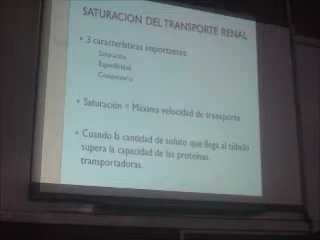 SATURACION DEL TRANSPORTE RENAL
• 3 características importantes:
Saturación
Especificidad
Competencia
• Saturación = Máxima velocidad de transporte
• Cuando la cantidad de soluto que llega al túbulo
supera la capacidad de las proteínas
transportadoras.